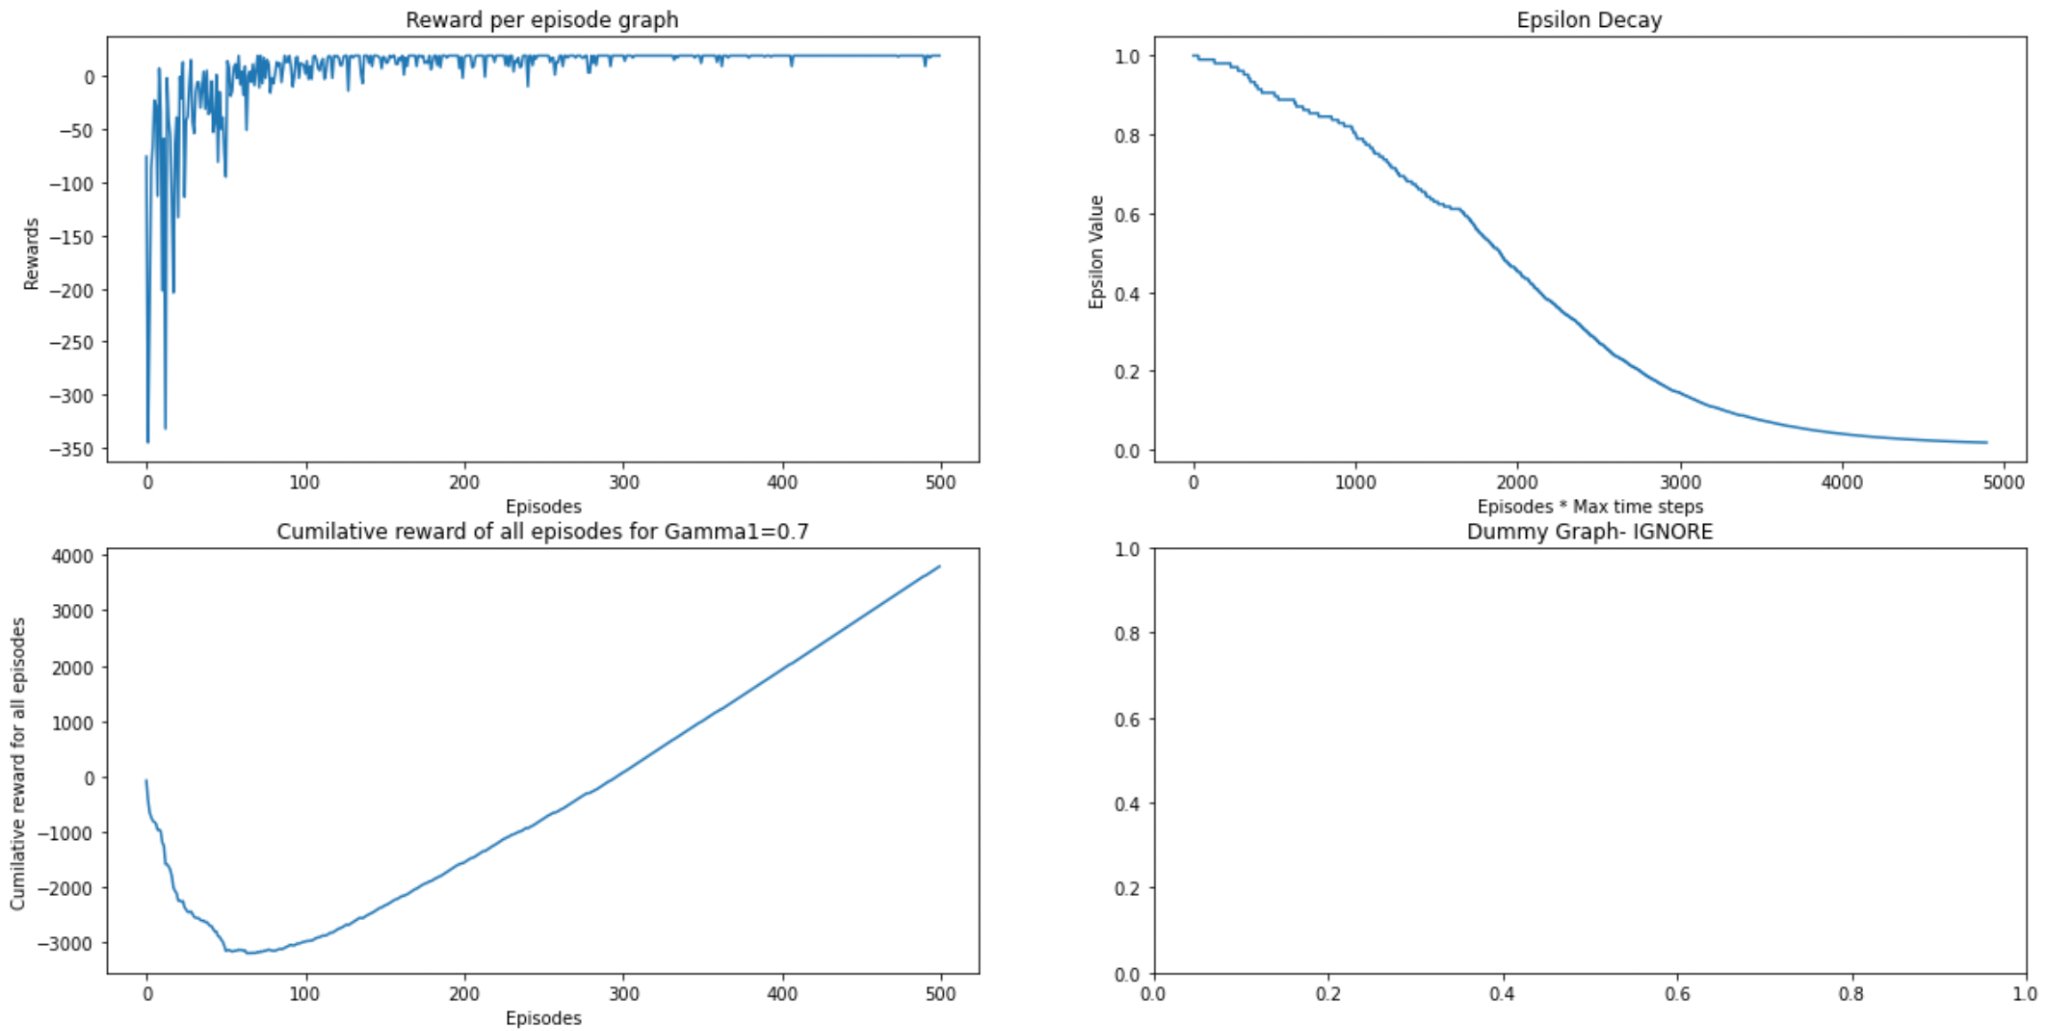 Reward per episode graph
0
−50
−100
−150
−200
−250
−300
−350
Rewards
0 100 200 300 400 500
Episodes
Epsilon Decay
1.0
0.8
0.6
0.4
0.2
0.0
Epsilon Value
0 1000 2000 3000 4000 5000
Episodes * Max time steps
Cumilative reward of all episodes for Gamma1=0.7
4000
3000
2000
1000
0
−1000
−2000
−3000
Cumilative reward for all episodes
0 100 200 300 400 500
Episodes
Dummy Graph- IGNORE
1.0
0.8
0.6
0.4
0.2
0.0
0.0 0.2 0.4 0.6 0.8 1.0